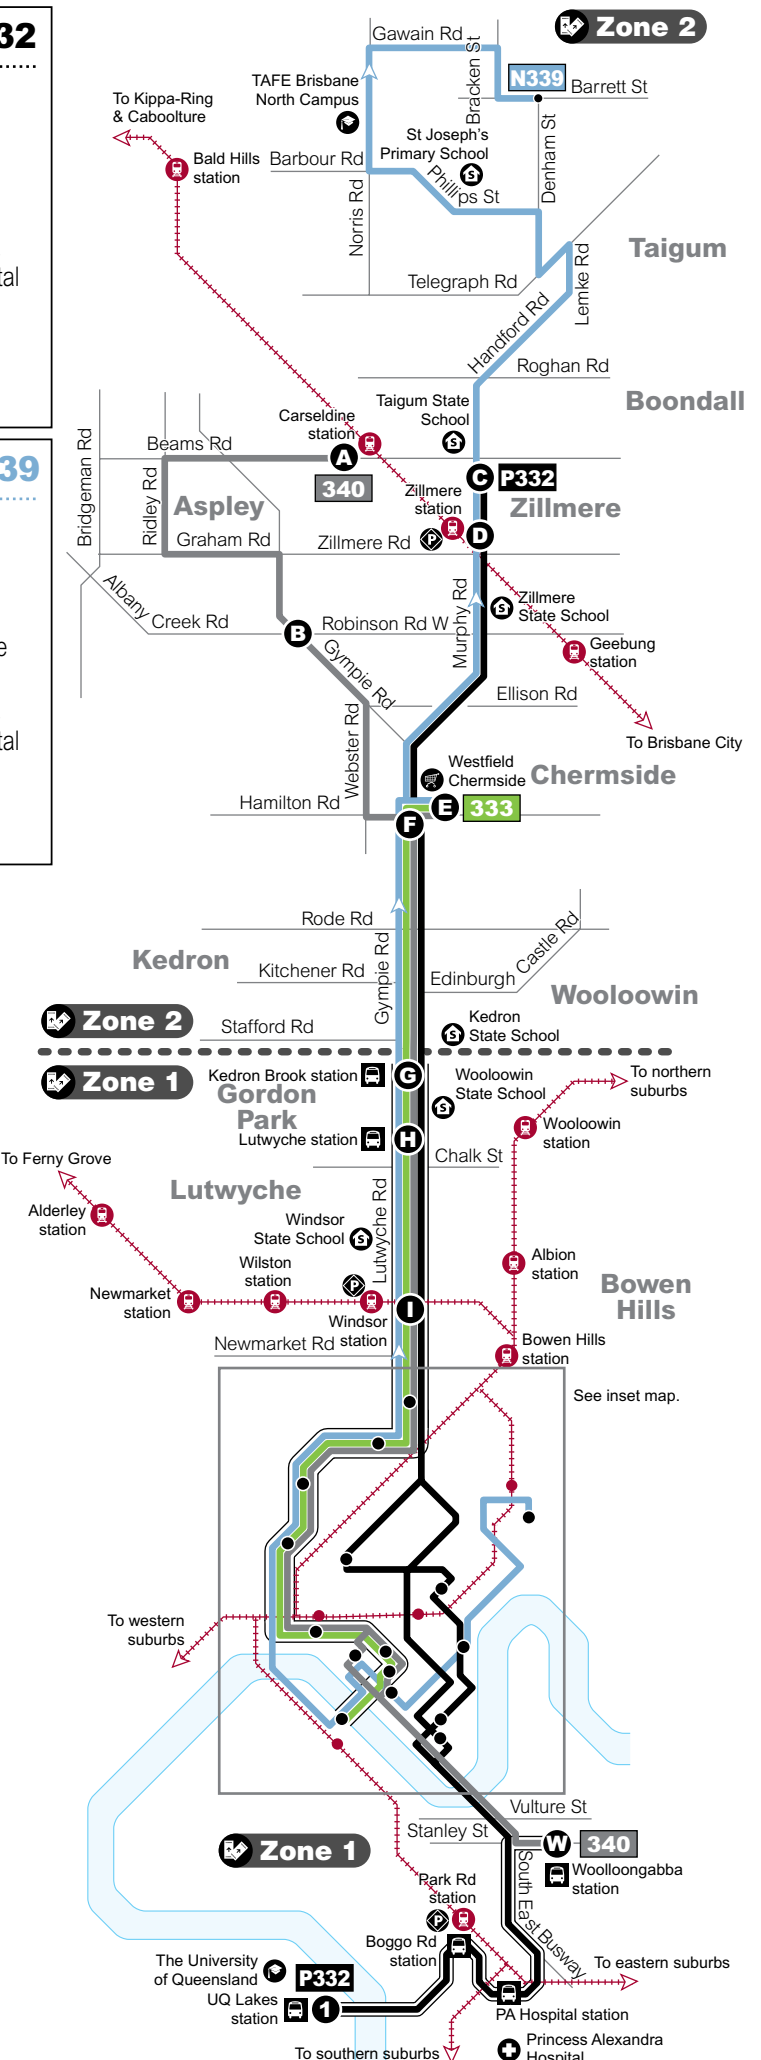 32
Zone 2
Gawain Rd
Bracken St
N339
Barrett St
TAFE Brisbane
North Campus
To Kippa-Ring
& Caboolture
St Joseph's
Primary School
S
Denham St
Bald Hills
station
Barbour Rd
Phillips St
Norris Rd
Taigum
tal
Telegraph Rd
Lemke Rd
Handford Rd
Roghan Rd
Boondall
Taigum State
School
S
Carseldine
station
Bridgeman Rd
Beams Rd
A
340
39
C
P332
Ridley Rd
Aspley
Zillmere
station
Zillmere
P
D
Graham Rd
Zillmere Rd
Albany Creek Rd
Murphy Rd
S
Zillmere
State School
B
Robinson Rd W
Gympie Rd
e
Geebung
station
Ellison Rd
Webster Rd
tal
To Brisbane City
Westfield
Chermside
Chermside
Hamilton Rd
E
333
F
Rode Rd
Castle Rd
Kedron
Kitchener Rd
Gympie Rd
Edinburgh
Wooloowin
Zone 2
Stafford Rd
S
Kedron
State School
Zone 1
Kedron Brook station
G
Wooloowin
State School
S
To northern
suburbs
Gordon
Park
Wooloowin
station
Lutwyche station
H
Chalk St
To Ferny Grove
Lutwyche
Lutwyche Rd
Alderley
station
Windsor
State School
S
Wilston
station
Albion
station
P
Newmarket
station
I
Bowen
Hills
Windsor
station
Newmarket Rd
Bowen Hills
station
See inset map.
To western
suburbs
Vulture St
Stanley St
Zone 1
W
340
Woolloongabba
station
South East Busway
Park Rd
station
P
Boggo Rd
station
The University
of Queensland
P332
To eastern suburbs
UQ Lakes
station
1
PA Hospital station
Princess Alexandra
Hospital
To southern suburbs